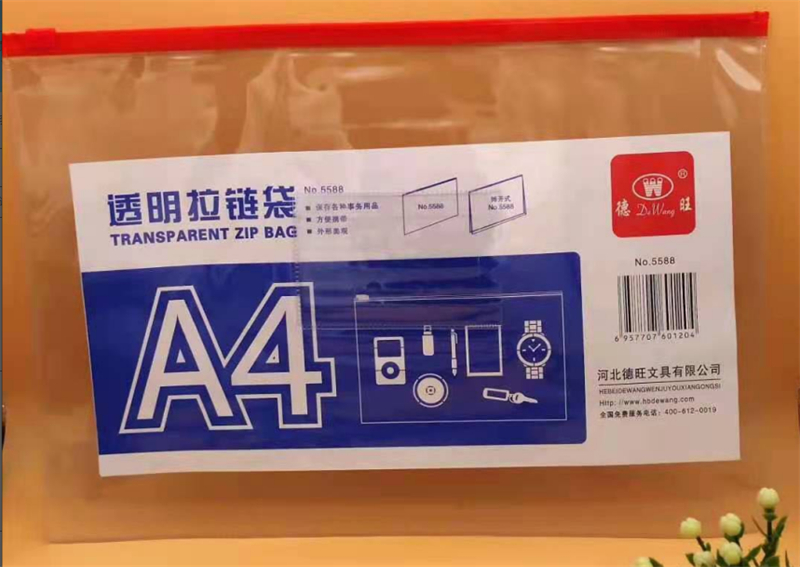 透明拉链袋
TRANSPARENT ZIP BAG
No.5588
保存各种事务用品
方便携带
外形美观
No.5588
No.5588
A4
德 DeWang 旺
®
No.5588
6957707601204
河北德旺文具有限公司
HEBEIDEWANGWENJUYOUXIANGONGSI
Http: //www.hbdewang.com
全国免费服务电话：400-612-0019